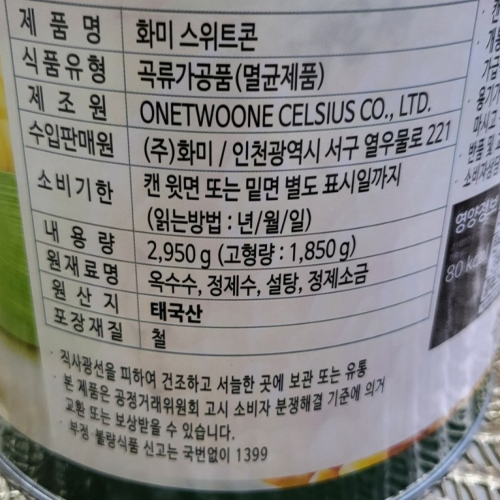 제품명 화미 스위트콘
식품유형 곡류가공품(멸균제품)
제조원 ONETWOONE CELSIUS CO., LTD.
수입판매원 (주)화미 / 인천광역시 서구 열우물로 221
소비기한 캔 윗면 또는 밑면 별도 표시일까지
(읽는방법 : 년/월/일)
내용량 2,950 g (고형량 : 1,850 g)
원재료명 옥수수, 정제수, 설탕, 정제소금
원산지 태국산
포장재질 철
· 직사광선을 피하여 건조하고 서늘한 곳에 보관 또는 유통
· 본 제품은 공정거래위원회 고시 소비자 분쟁해결 기준에 의거
교환 또는 보상받을 수 있습니다.
· 부정·불량식품 신고는 국번없이 1399
영양정보
80 kc